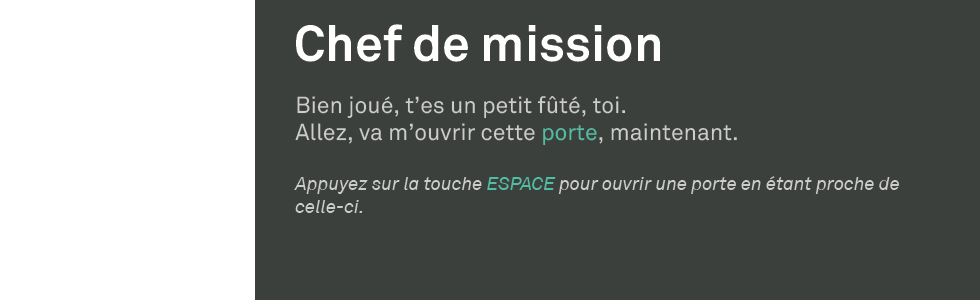 Chef de mission
Bien joué, t’es un petit fûté, toi.
Allez, va m’ouvrir cette porte, maintenant.
Appuyez sur la touche ESPACE pour ouvrir une porte en étant proche de
celle-ci.